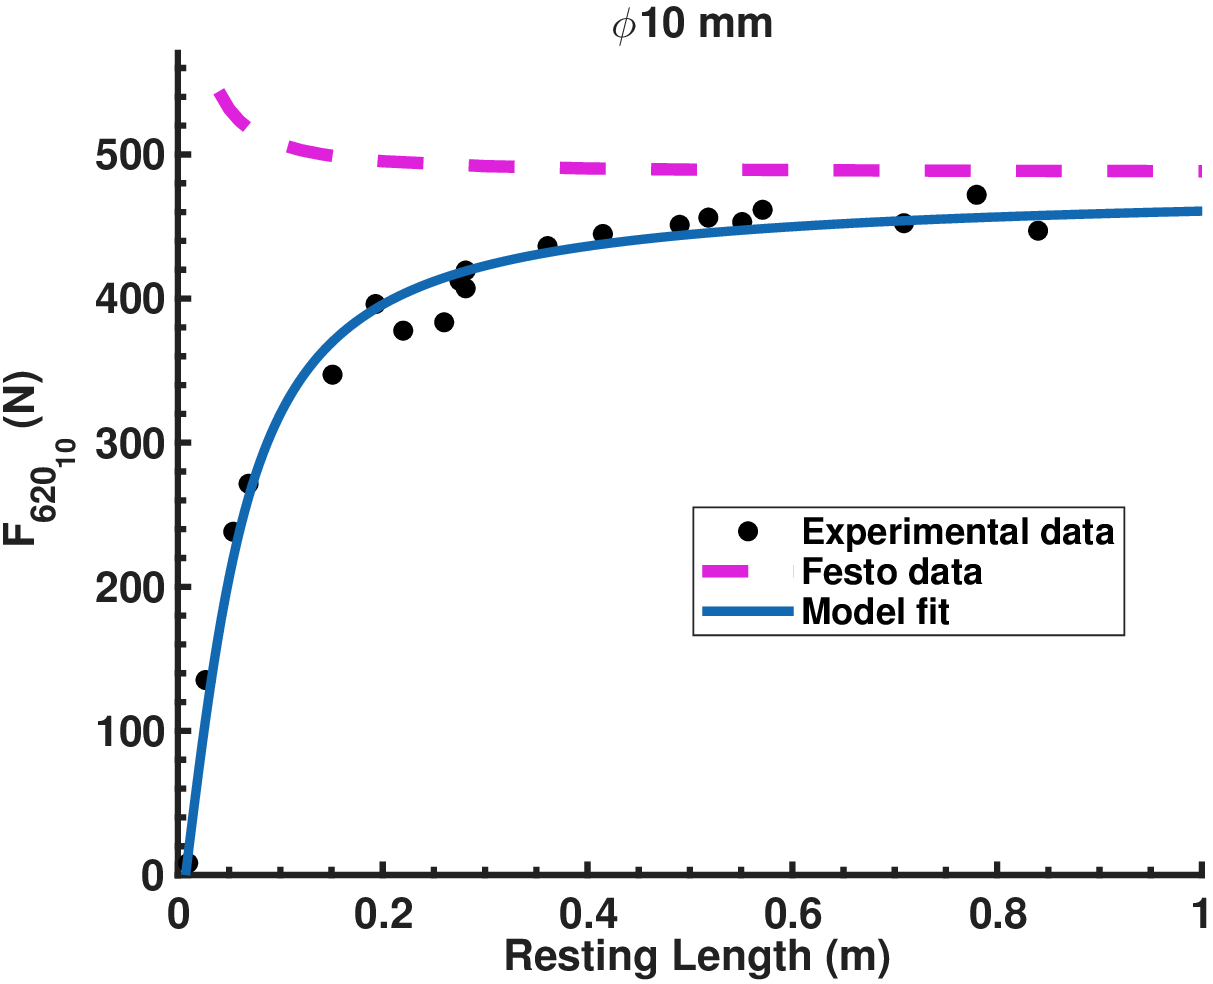 ϕ10 mm
500
400
300
200
100
0
F620₁₀ (N)
Experimental data
Festo data
Model fit
0 0.2 0.4 0.6 0.8 1
Resting Length (m)